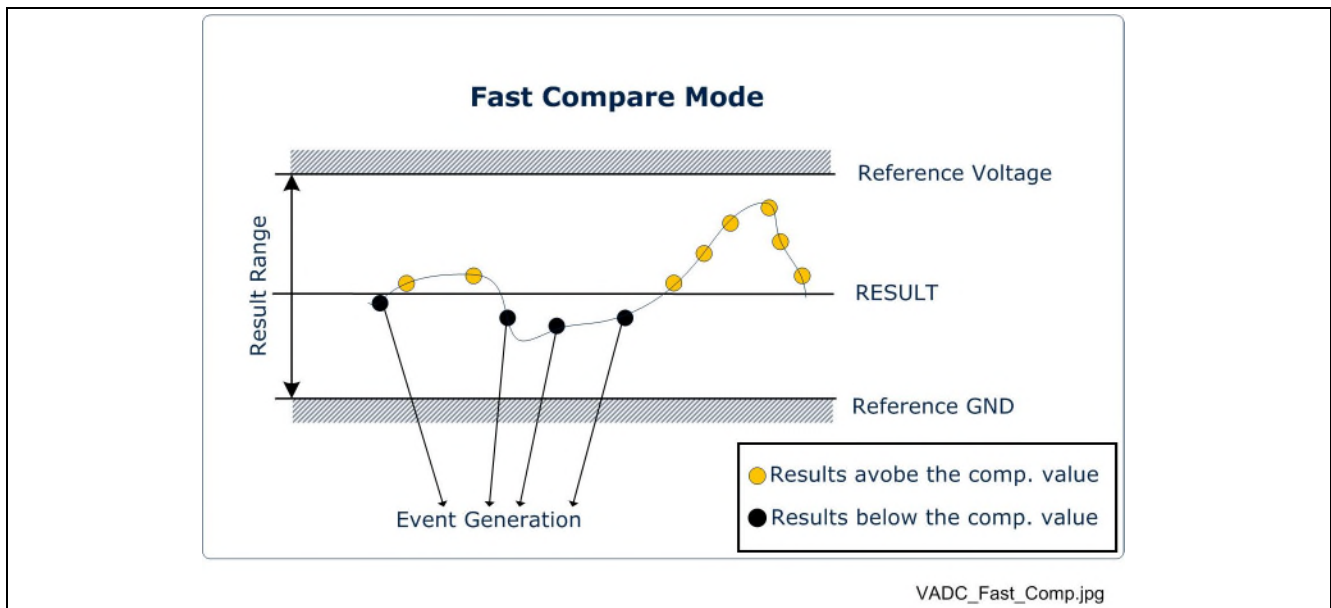 Fast Compare Mode
Reference Voltage
Result Range
RESULT
Reference GND
Results avobe the comp. value
Results below the comp. value
Event Generation
VADC_Fast_Comp.jpg